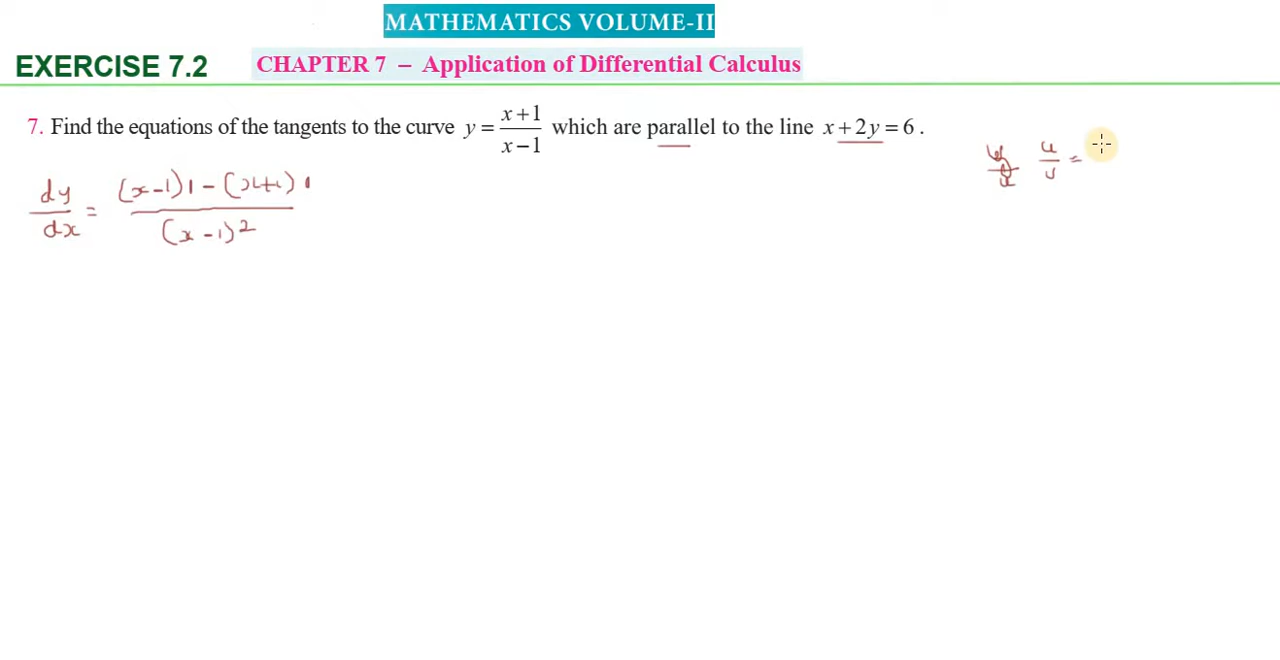 MATHEMATICS VOLUME-II
EXERCISE 7.2 CHAPTER 7 – Application of Differential Calculus
7. Find the equations of the tangents to the curve y = (x+1)/(x−1) which are parallel to the line x + 2y = 6 .
dy/dx = ((x-1)1 - (x+1)1)/(x-1)^2
u/v =